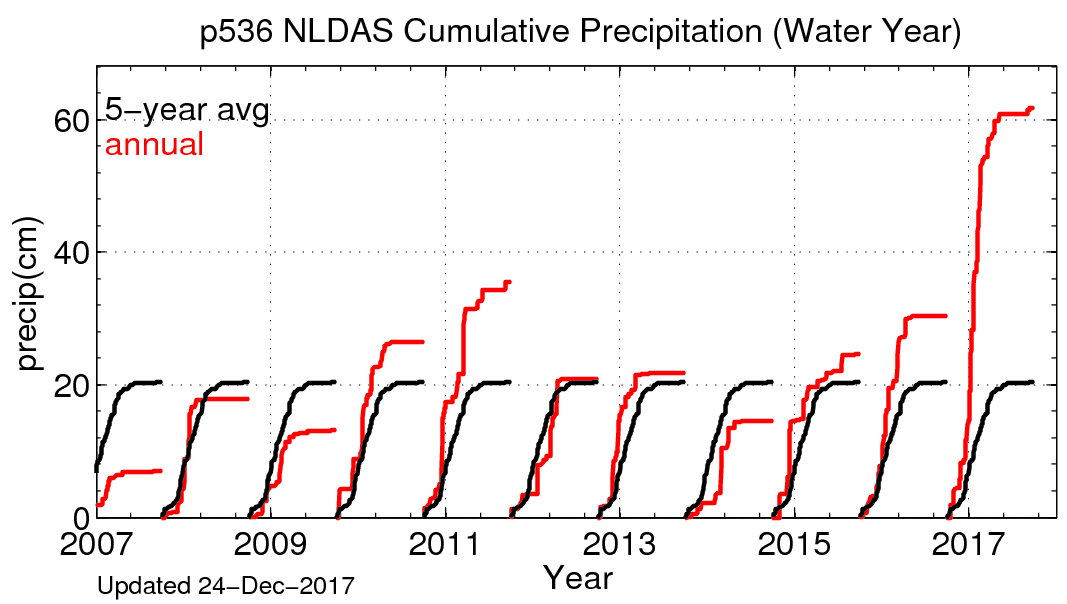 p536 NLDAS Cumulative Precipitation (Water Year)
5−year avg
annual
60
40
20
0
precip(cm)
2007 2009 2011 2013 2015 2017
Year
Updated 24−Dec−2017